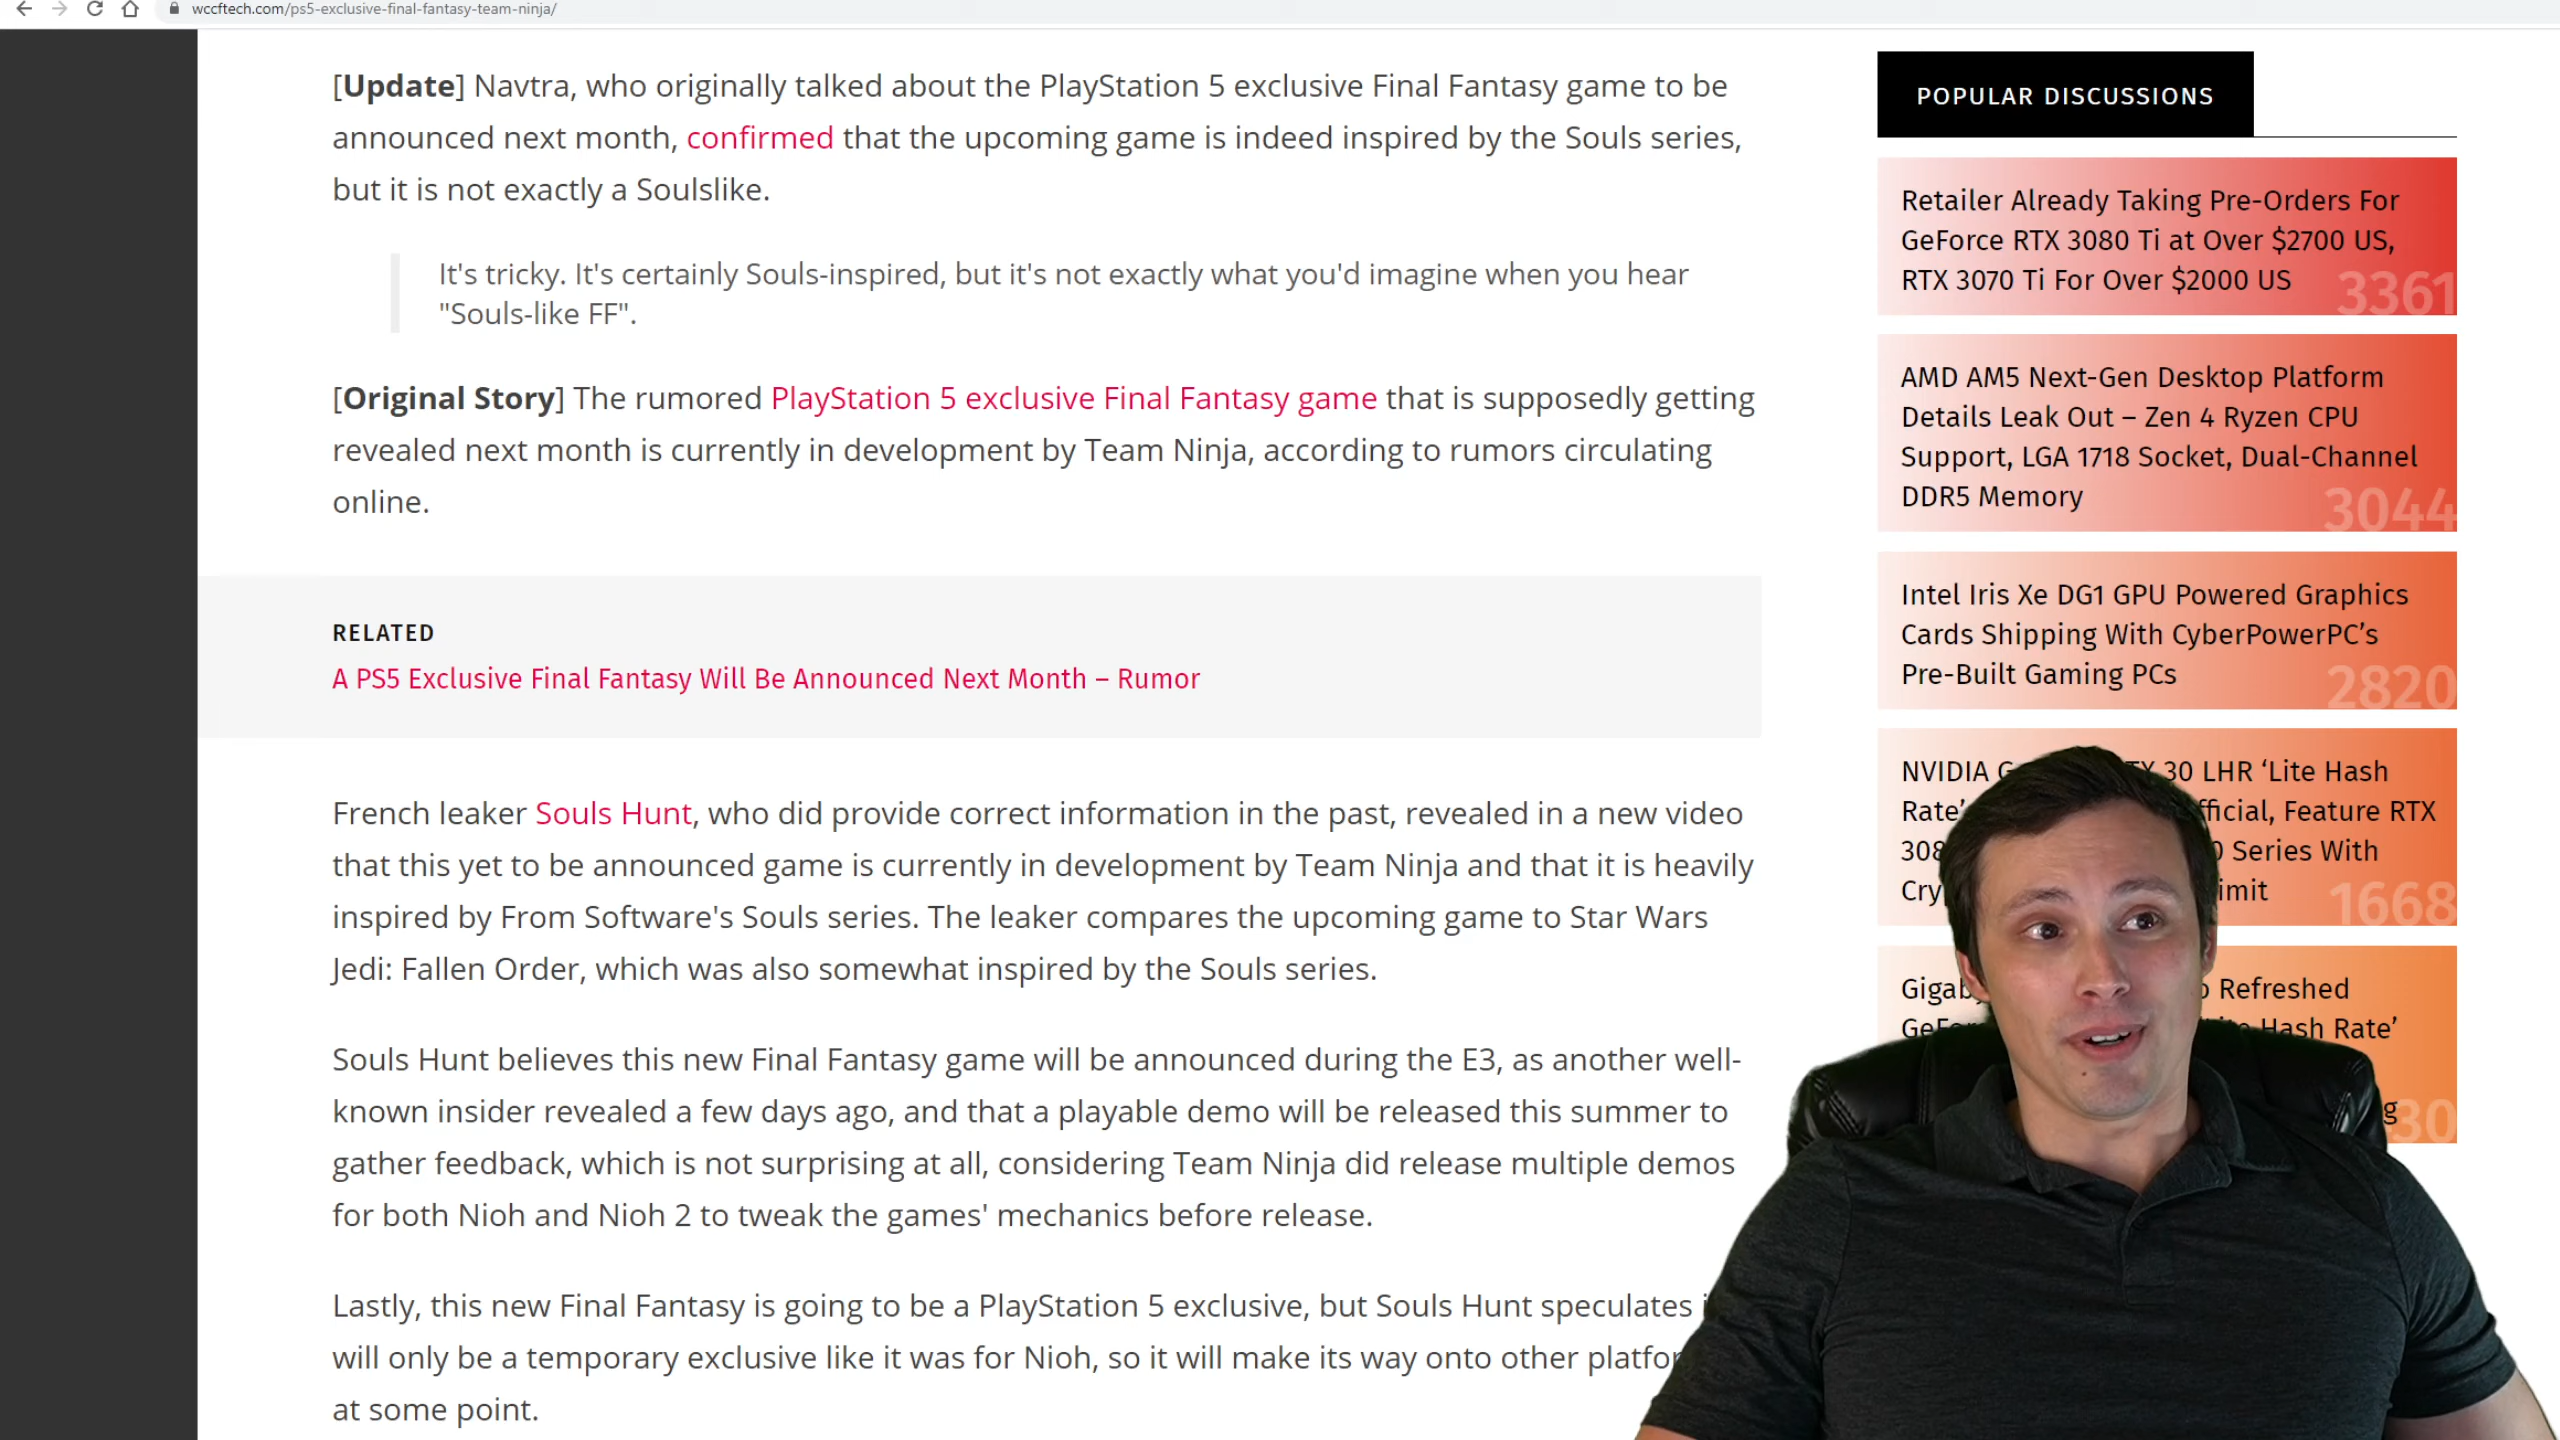 wccftech.com/ps5-exclusive-final-fantasy-team-ninja/
[Update] Navtra, who originally talked about the PlayStation 5 exclusive Final Fantasy game to be
announced next month, confirmed that the upcoming game is indeed inspired by the Souls series,
but it is not exactly a Soulslike.
It's tricky. It's certainly Souls-inspired, but it's not exactly what you'd imagine when you hear
"Souls-like FF".
[Original Story] The rumored PlayStation 5 exclusive Final Fantasy game that is supposedly getting
revealed next month is currently in development by Team Ninja, according to rumors circulating
online.
RELATED
A PS5 Exclusive Final Fantasy Will Be Announced Next Month – Rumor
French leaker Souls Hunt, who did provide correct information in the past, revealed in a new video
that this yet to be announced game is currently in development by Team Ninja and that it is heavily
inspired by From Software's Souls series. The leaker compares the upcoming game to Star Wars
Jedi: Fallen Order, which was also somewhat inspired by the Souls series.
Souls Hunt believes this new Final Fantasy game will be announced during the E3, as another well-
known insider revealed a few days ago, and that a playable demo will be released this summer to
gather feedback, which is not surprising at all, considering Team Ninja did release multiple demos
for both Nioh and Nioh 2 to tweak the games' mechanics before release.
Lastly, this new Final Fantasy is going to be a PlayStation 5 exclusive, but Souls Hunt speculates
will only be a temporary exclusive like it was for Nioh, so it will make its way onto other
at some point.
POPULAR DISCUSSIONS
Retailer Already Taking Pre-Orders For
GeForce RTX 3080 Ti at Over $2700 US,
RTX 3070 Ti For Over $2000 US
3361
AMD AM5 Next-Gen Desktop Platform
Details Leak Out – Zen 4 Ryzen CPU
Support, LGA 1718 Socket, Dual-Channel
DDR5 Memory
3044
Intel Iris Xe DG1 GPU Powered Graphics
Cards Shipping With CyberPowerPC’s
Pre-Built Gaming PCs
2820
NVIDIA 30 LHR ‘Lite Hash
Rate’ Feature RTX
Series With
1668
Refreshed
Hash Rate’